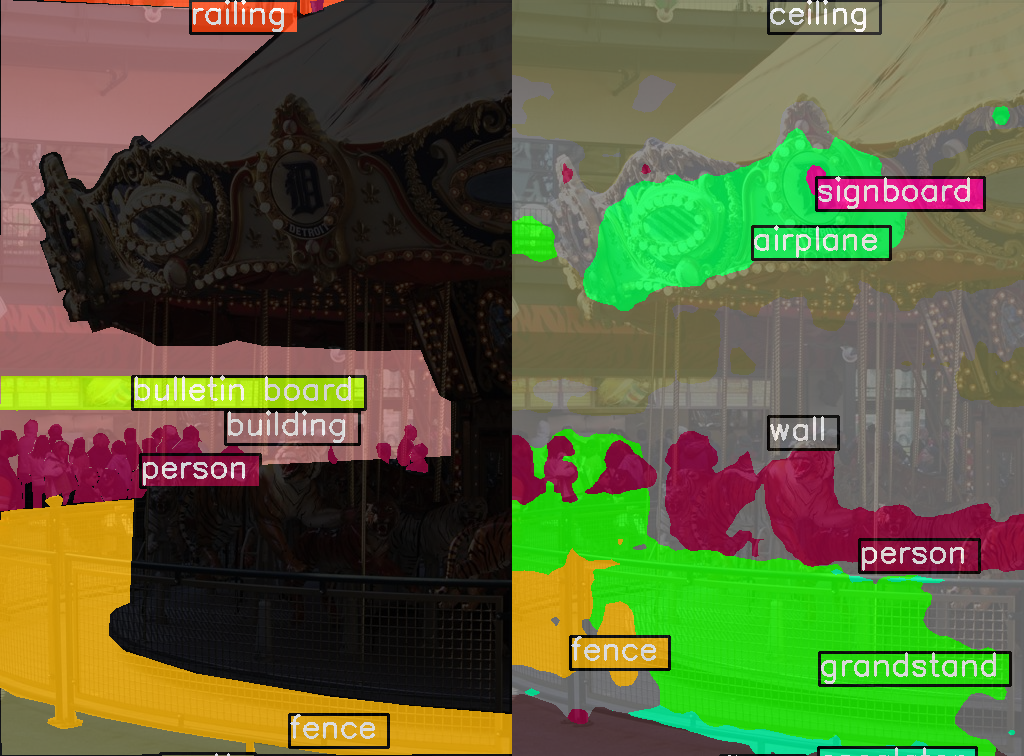 railing
ceiling
signboard
airplane
DETROIT
bulletin board
building
wall
person
person
fence
grandstand
fence